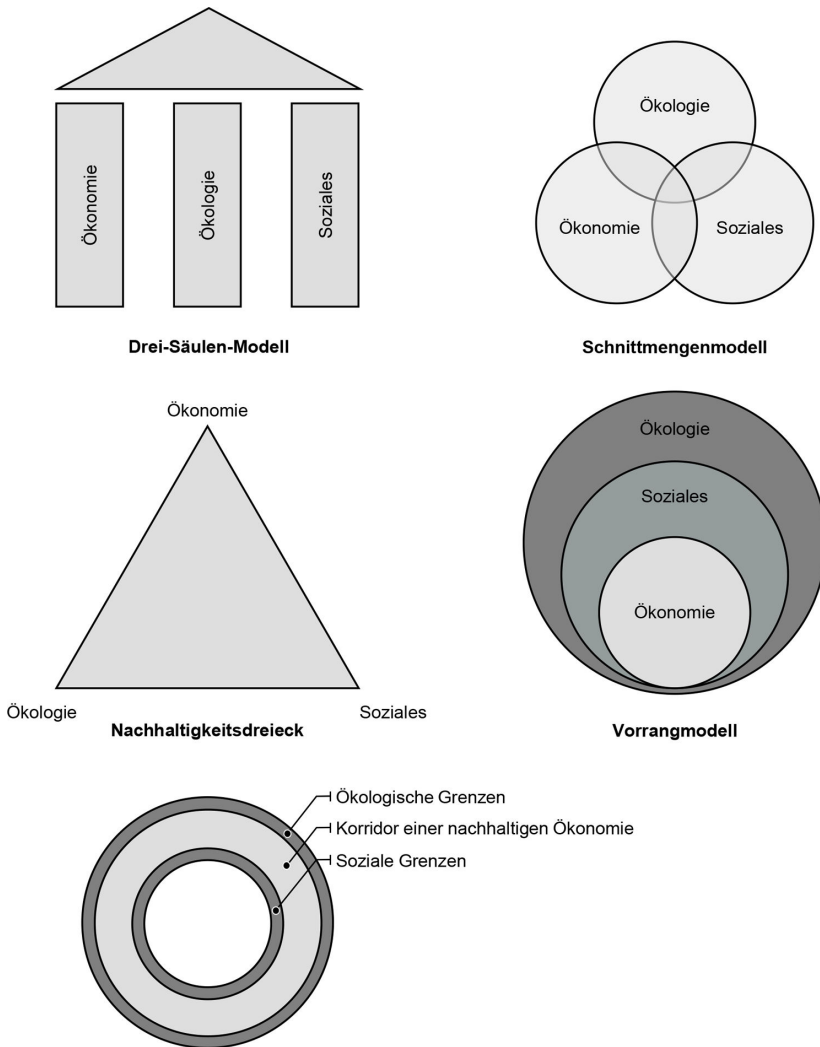 Ökonomie
Ökologie
Soziales
Drei-Säulen-Modell
Ökologie
Ökonomie
Soziales
Schnittmengenmodell
Ökonomie
Ökologie
Soziales
Nachhaltigkeitsdreieck
Ökologie
Soziales
Ökonomie
Vorrangmodell
Ökologische Grenzen
Korridor einer nachhaltigen Ökonomie
Soziale Grenzen